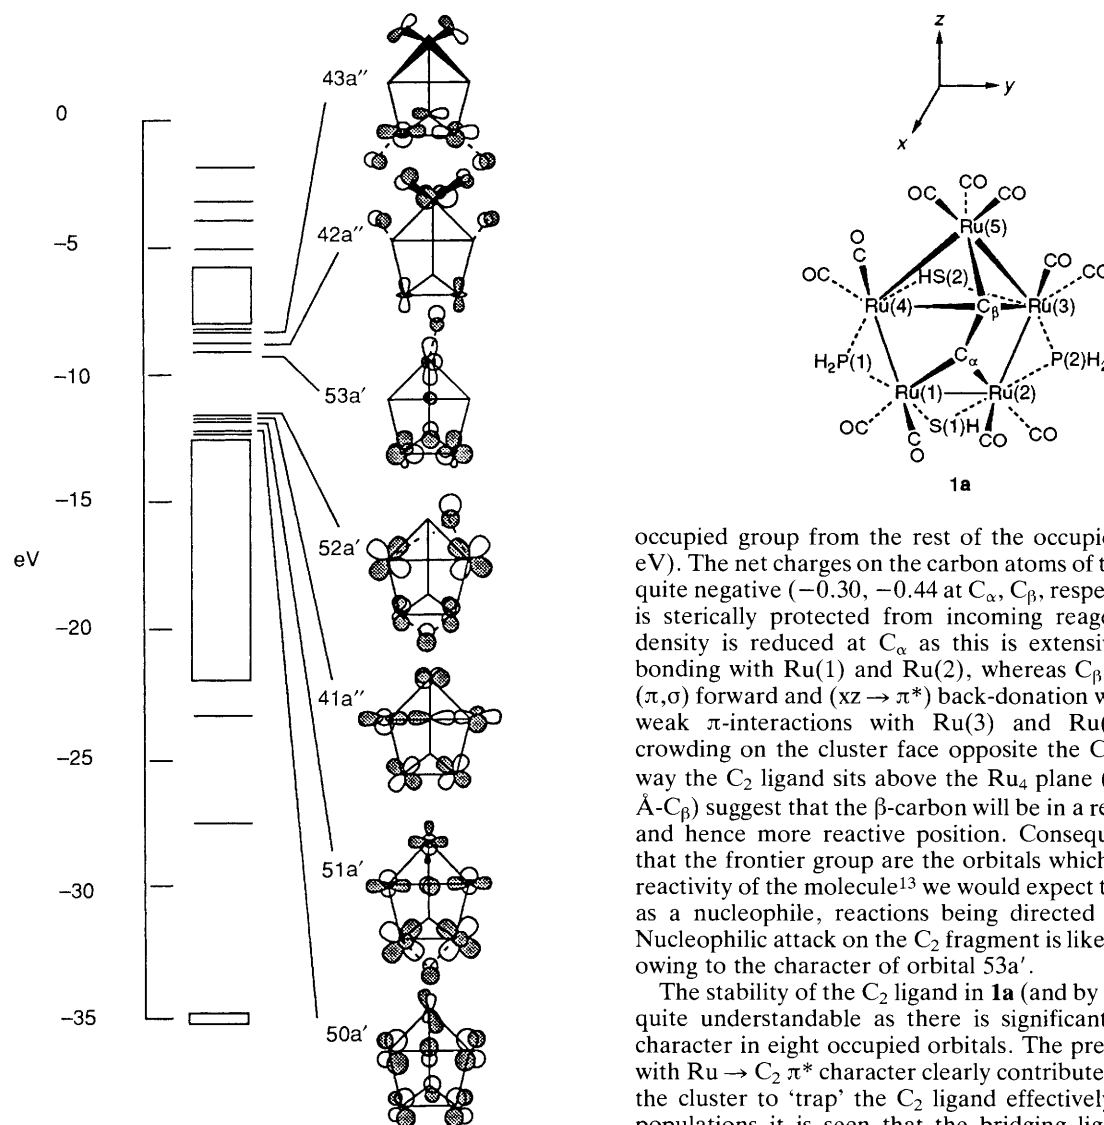 0
−5
−10
−15
eV
−20
−25
−30
−35
43a″
42a″
53a′
52a′
41a″
51a′
50a′
z
y
x
CO
OC CO
Ru(5)
O
C
OC
HS(2)
CO
CO
Ru(4)
Cβ
Ru(3)
H₂P(1)
Cα
P(2)H₂
Ru(1)
Ru(2)
OC
C
O
S(1)H
CO
CO
1a
occupied group from the rest of the occupied
eV). The net charges on the carbon atoms of t
quite negative (−0.30, −0.44 at Cα, Cβ, respe
is sterically protected from incoming reage
density is reduced at Cα as this is extensiv
bonding with Ru(1) and Ru(2), whereas Cβ
(π,σ) forward and (xz → π*) back-donation w
weak π-interactions with Ru(3) and Ru(
crowding on the cluster face opposite the C
way the C₂ ligand sits above the Ru₄ plane (
Å-Cβ) suggest that the β-carbon will be in a re
and hence more reactive position. Consequ
that the frontier group are the orbitals which
reactivity of the molecule¹³ we would expect t
as a nucleophile, reactions being directed
Nucleophilic attack on the C₂ fragment is like
owing to the character of orbital 53a′.
The stability of the C₂ ligand in 1a (and by
quite understandable as there is significant
character in eight occupied orbitals. The pre
with Ru → C₂ π* character clearly contribute
the cluster to ‘trap’ the C₂ ligand effectively
populations it is seen that the bridging lig